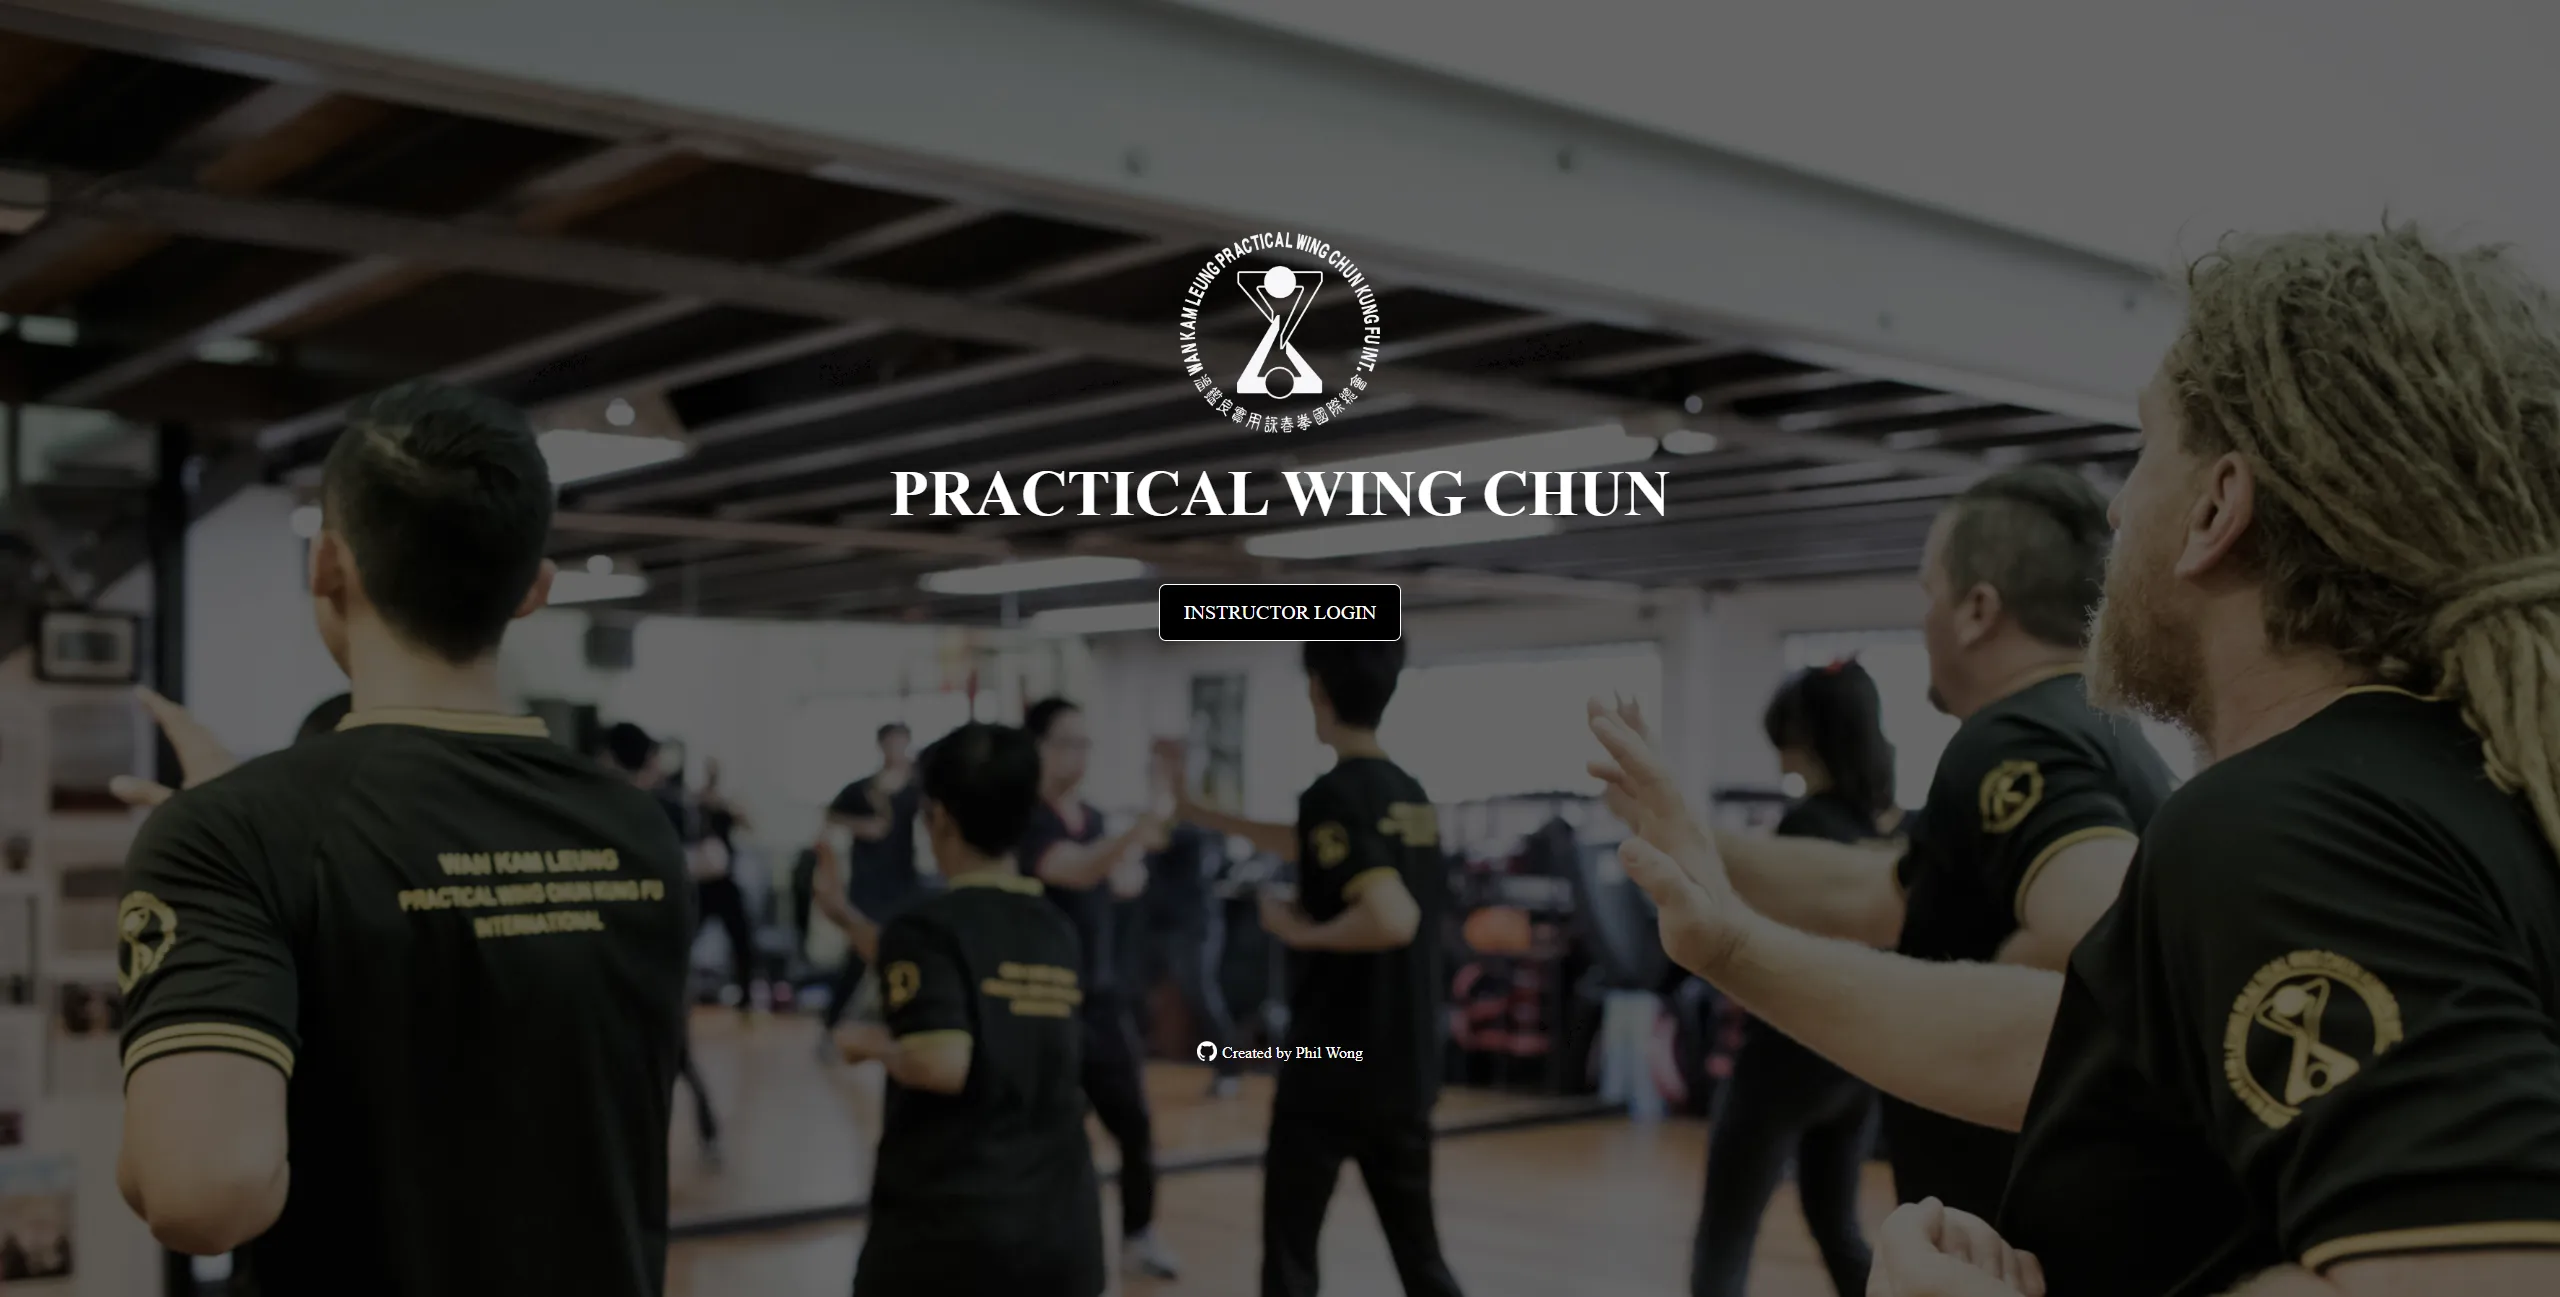 WAN KAM LEUNG PRACTICAL WING CHUN KUNG FU INT.
溫鑑良實用詠春拳國際總會
PRACTICAL WING CHUN
INSTRUCTOR LOGIN
WAN KAM LEUNG
PRACTICAL WING CHUN KUNG FU
INTERNATIONAL
Created by Phil Wong